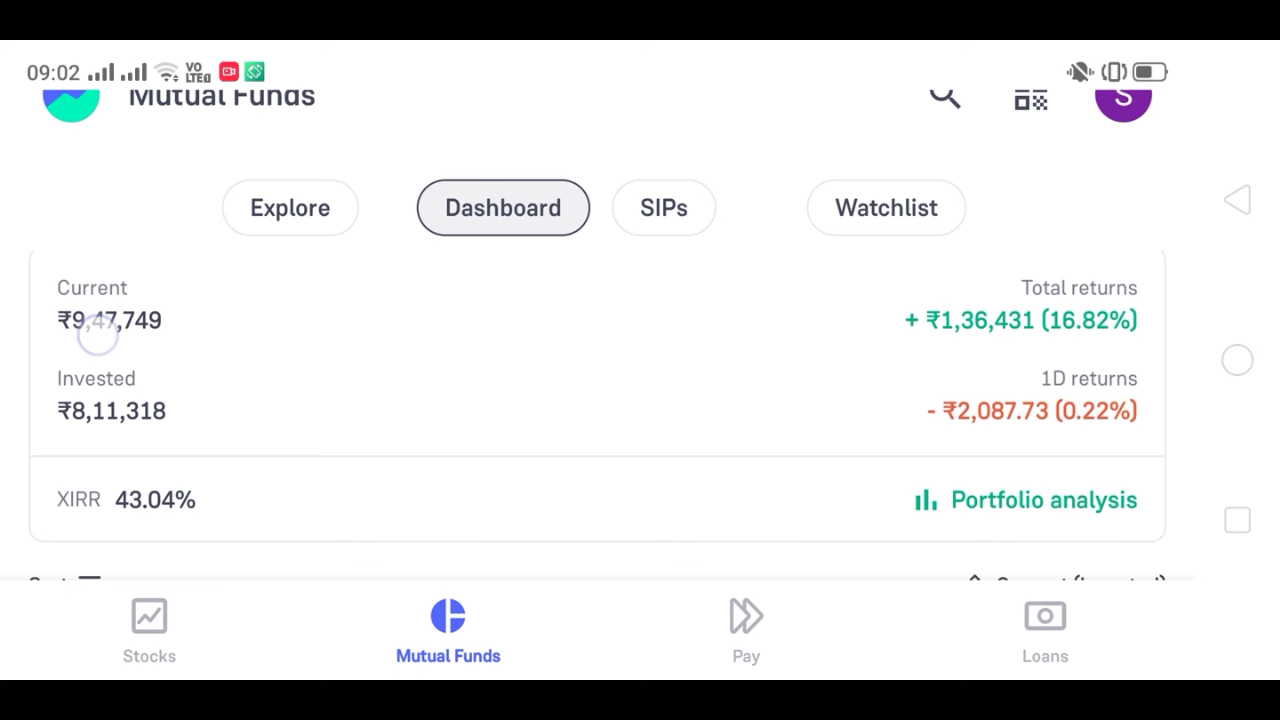 09:02 VO LTE
Mutual Funds
S
Explore Dashboard SIPs Watchlist
Current Total returns
₹9,47,749 + ₹1,36,431 (16.82%)
Invested 1D returns
₹8,11,318 - ₹2,087.73 (0.22%)
XIRR 43.04% Portfolio analysis
Stocks Mutual Funds Pay Loans